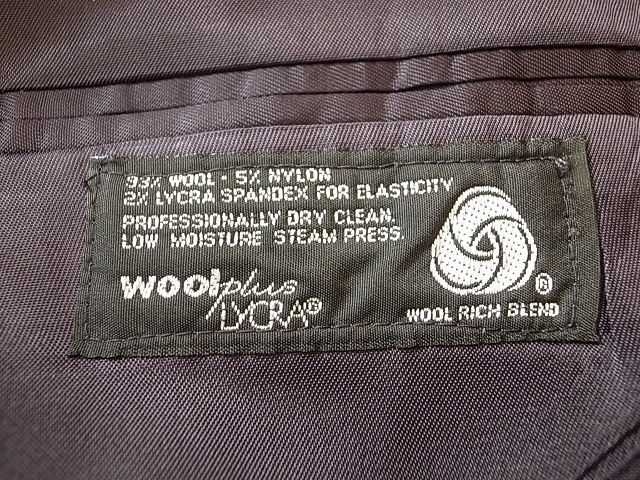 93% WOOL - 5% NYLON
2% LYCRA SPANDEX FOR ELASTICITY
PROFESSIONALLY DRY CLEAN.
LOW MOISTURE STEAM PRESS.
woolplus
LYCRA®
®
WOOL RICH BLEND